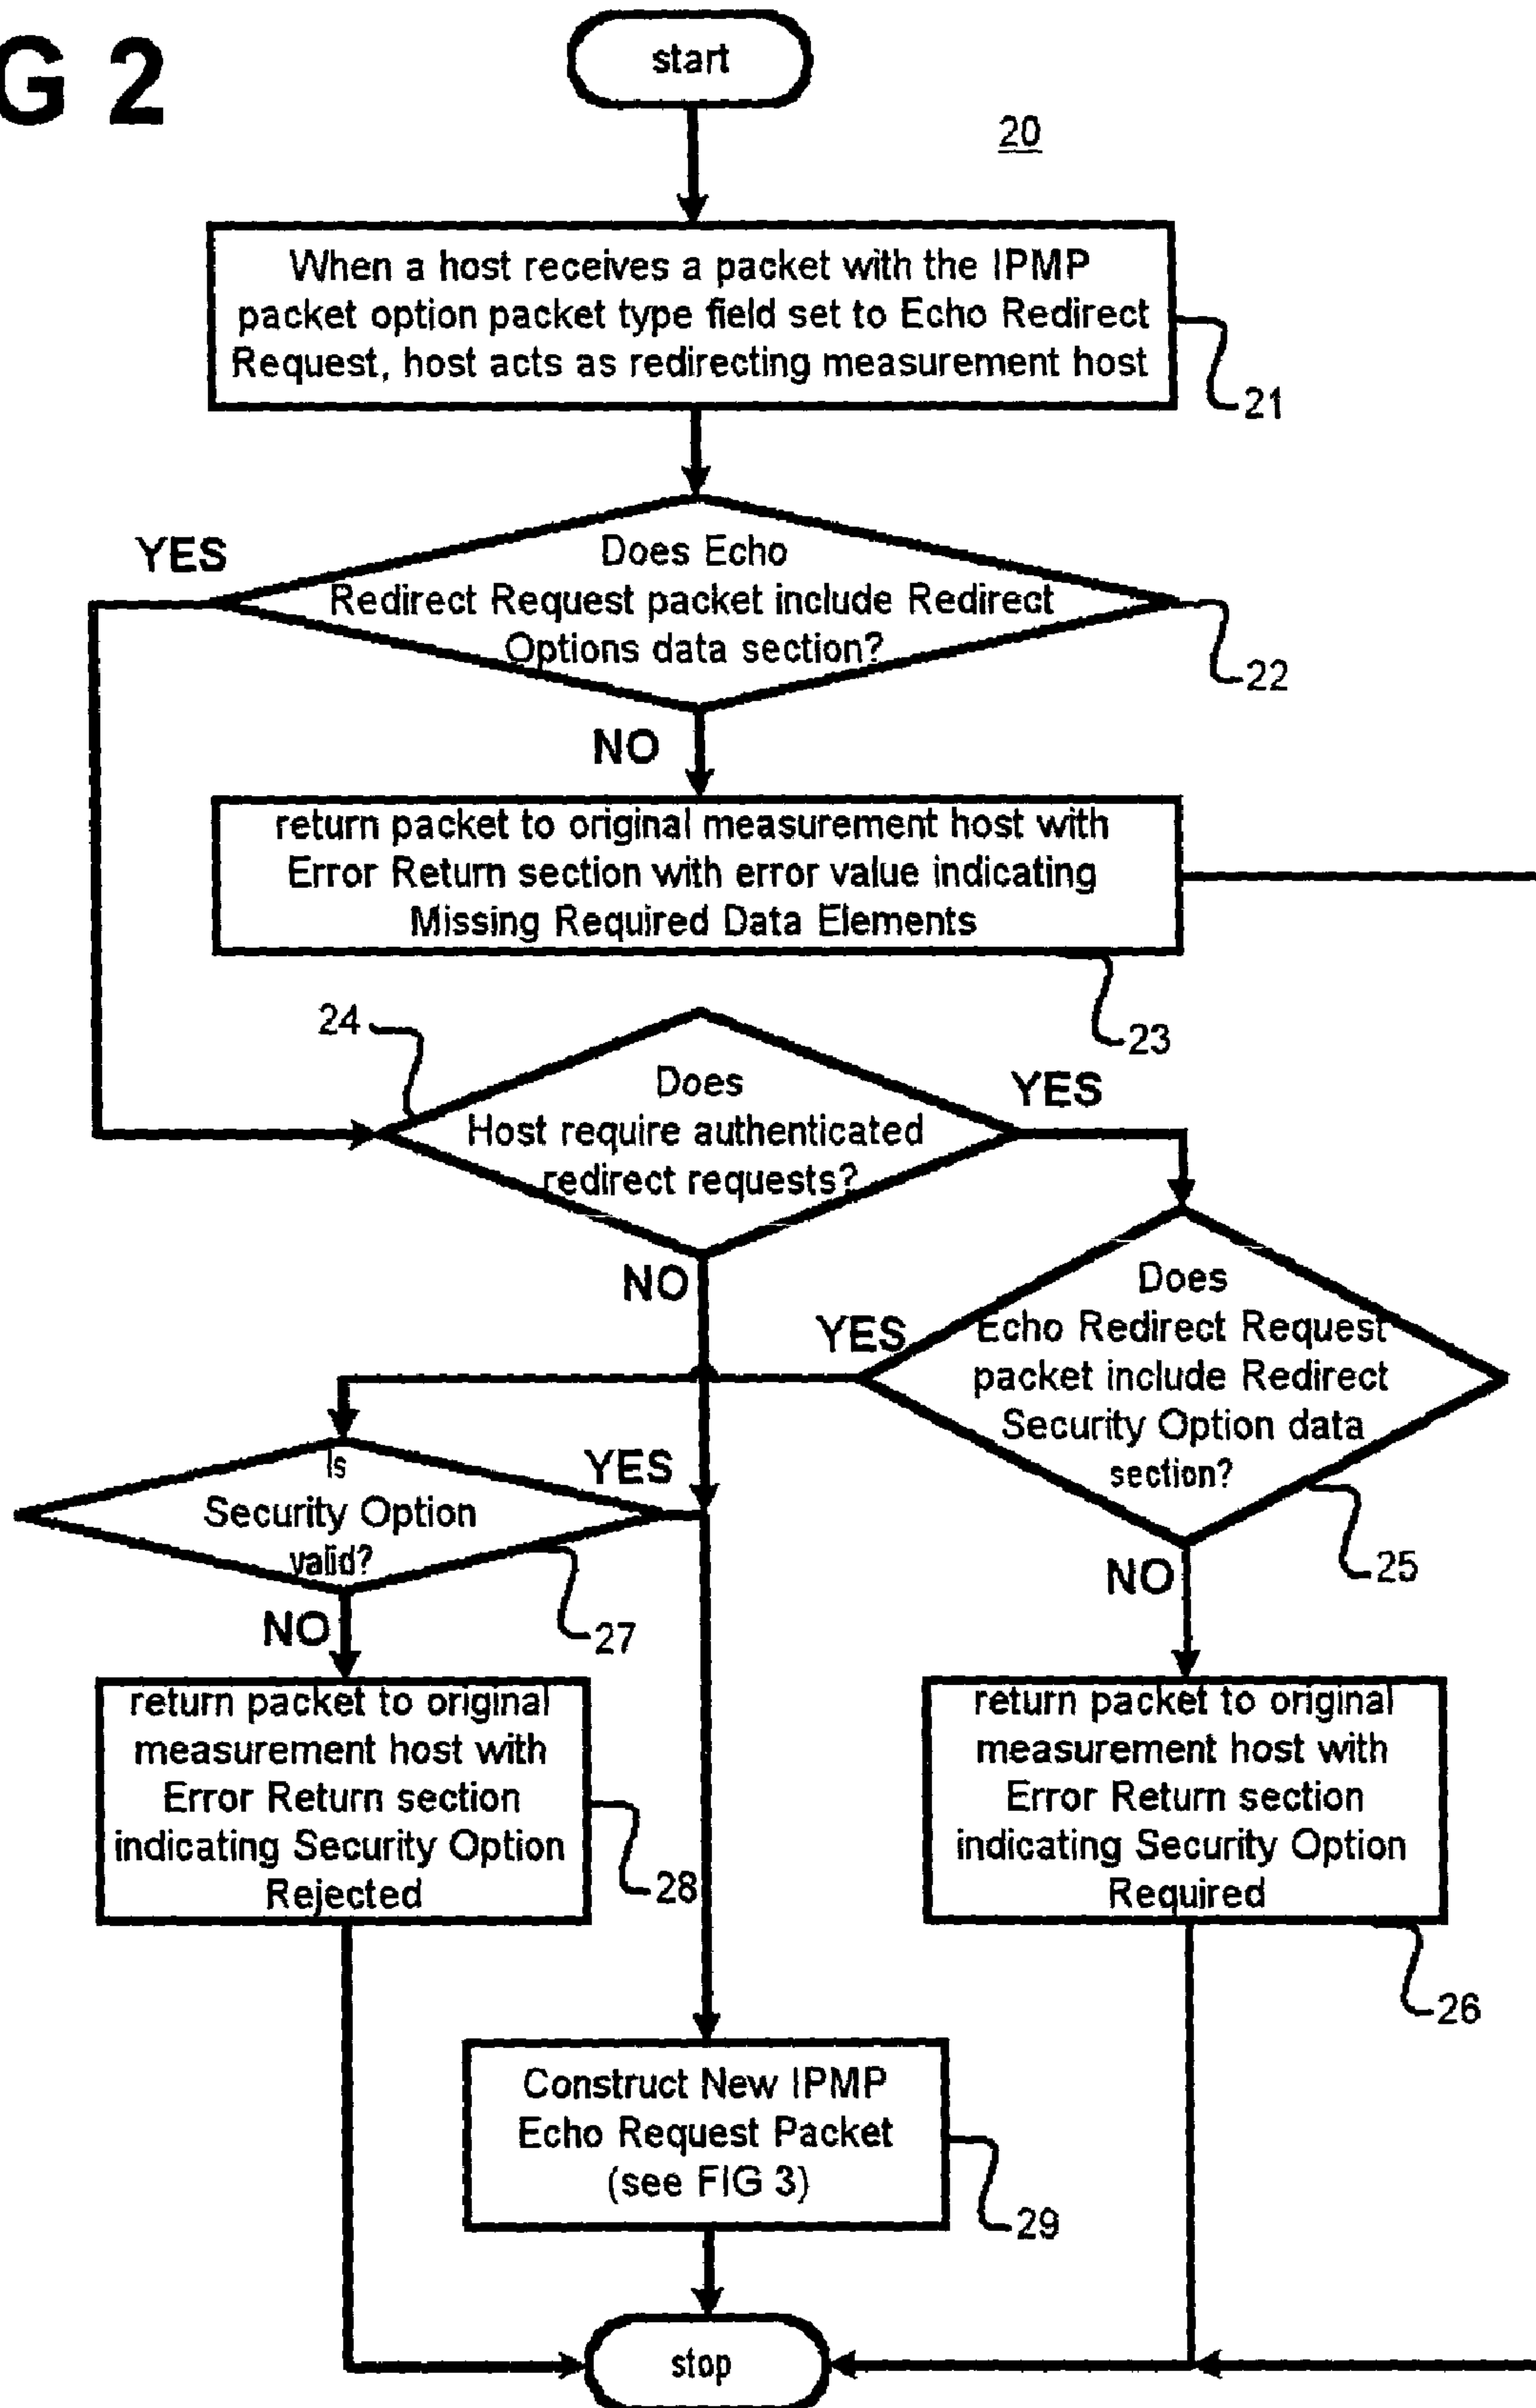 G 2
start
20
When a host receives a packet with the IPMP
packet option packet type field set to Echo Redirect
Request, host acts as redirecting measurement host
21
YES
Does Echo
Redirect Request packet include Redirect
Options data section?
22
NO
return packet to original measurement host with
Error Return section with error value indicating
Missing Required Data Elements
23
24
Does
Host require authenticated
redirect requests?
YES
NO
Does
Echo Redirect Request
packet include Redirect
Security Option data
section?
YES
25
NO
Is
Security Option
valid?
YES
27
NO
return packet to original
measurement host with
Error Return section
indicating Security Option
Rejected
28
return packet to original
measurement host with
Error Return section
indicating Security Option
Required
26
Construct New IPMP
Echo Request Packet
(see FIG 3)
29
stop